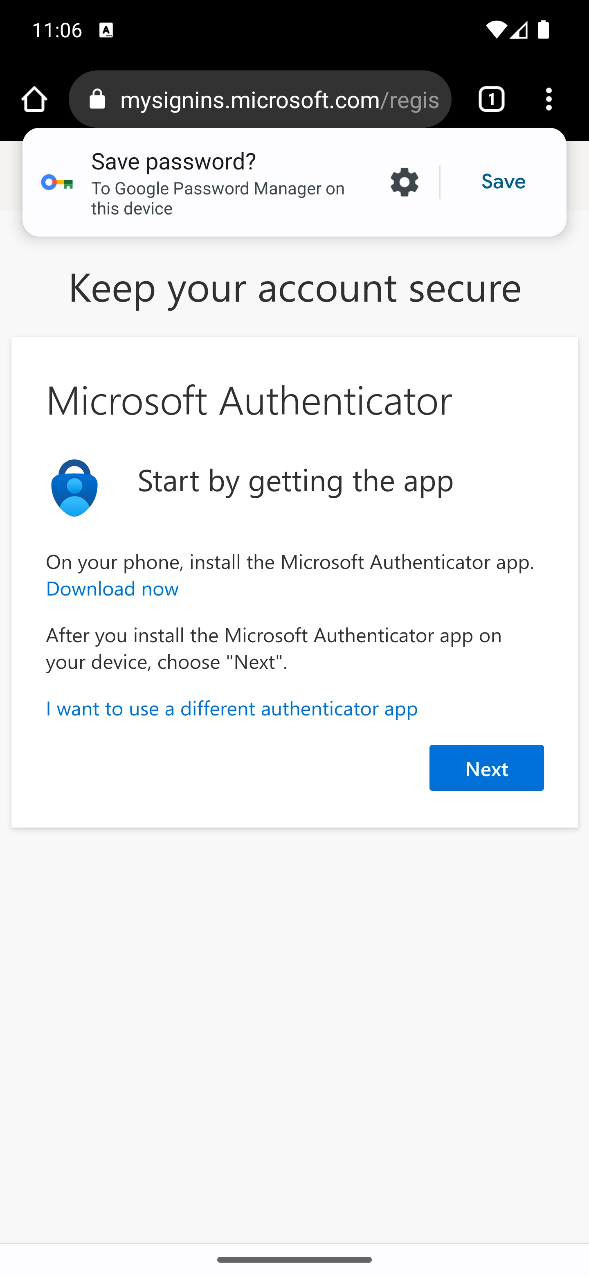 11:06 A
mysignins.microsoft.com/regis
1
Save password?
To Google Password Manager on
this device
Save
Keep your account secure
Microsoft Authenticator
Start by getting the app
On your phone, install the Microsoft Authenticator app.
Download now
After you install the Microsoft Authenticator app on
your device, choose "Next".
I want to use a different authenticator app
Next